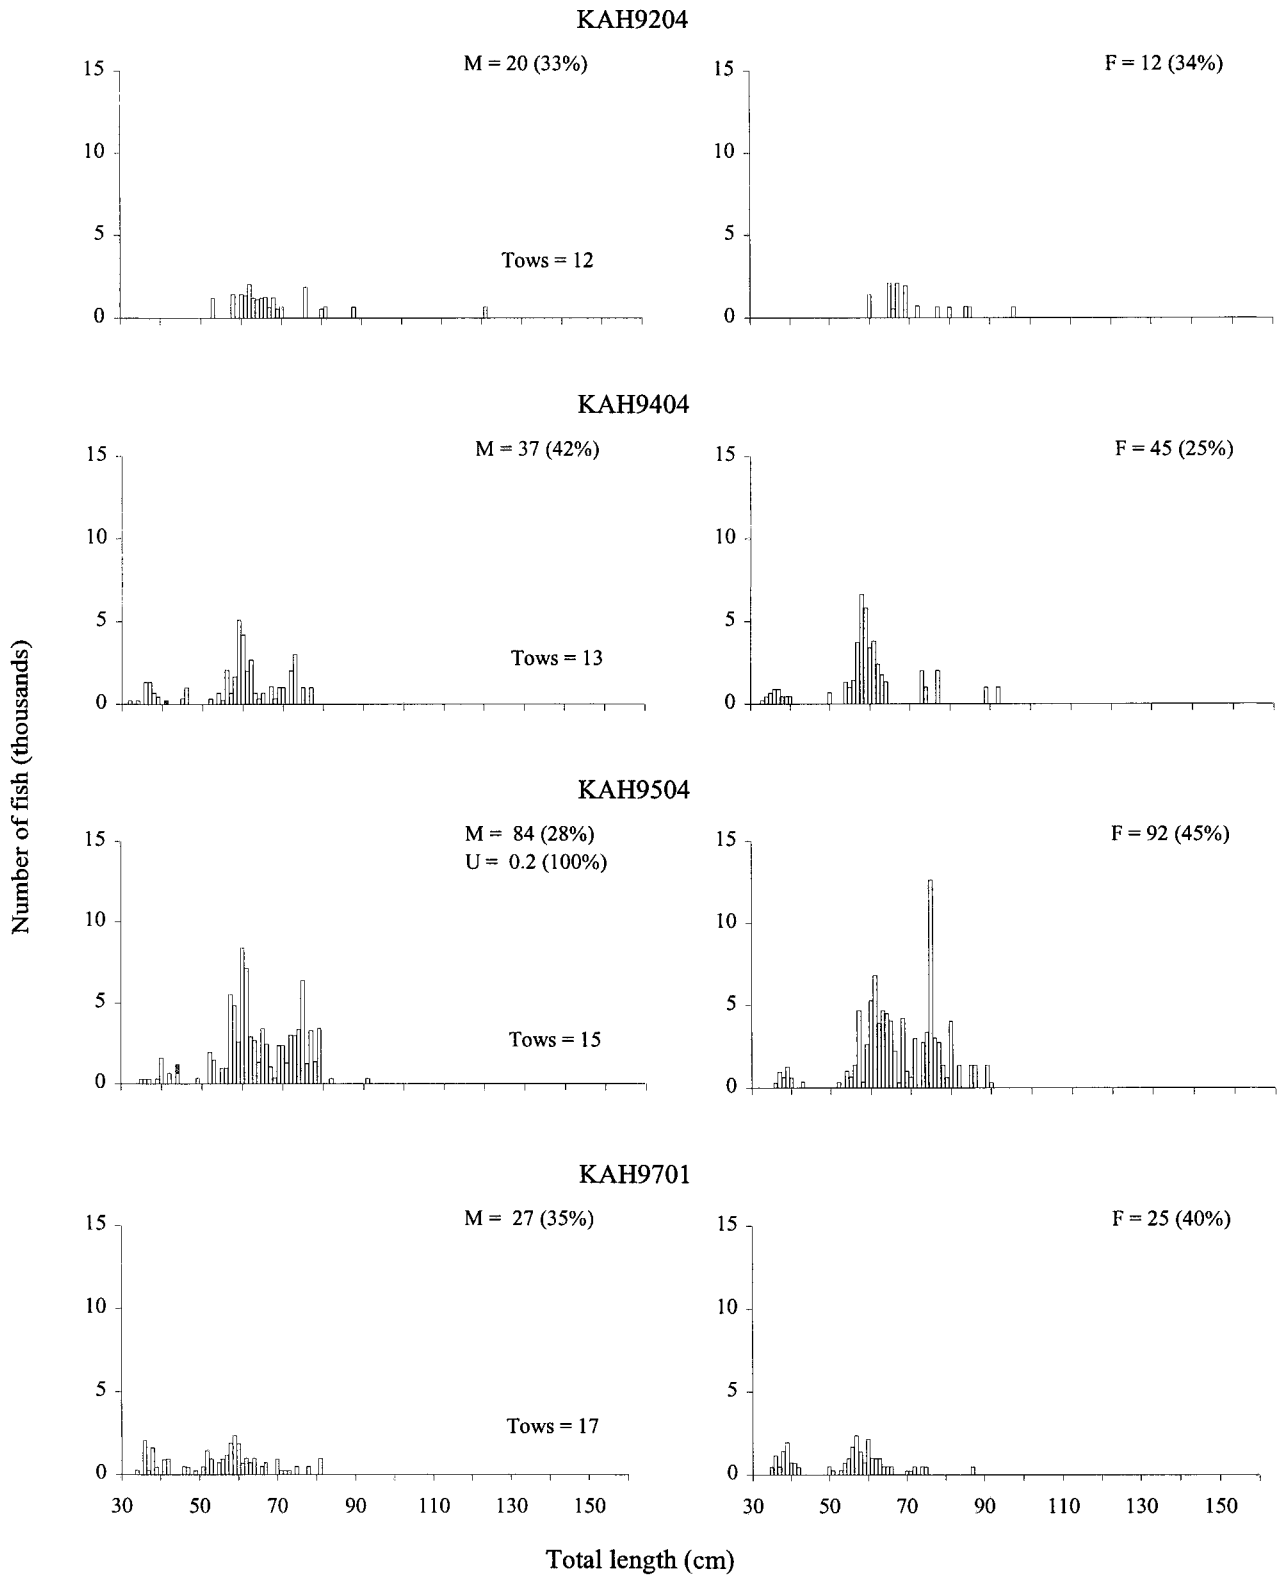 KAH9204
M = 20 (33%)
F = 12 (34%)
15
10
5
0
Tows = 12
15
10
5
0
KAH9404
M = 37 (42%)
F = 45 (25%)
15
10
5
0
Tows = 13
15
10
5
0
Number of fish (thousands)
KAH9504
M = 84 (28%)
U = 0.2 (100%)
F = 92 (45%)
15
10
5
0
Tows = 15
15
10
5
0
KAH9701
M = 27 (35%)
F = 25 (40%)
15
10
5
0
Tows = 17
15
10
5
0
30 50 70 90 110 130 150
30 50 70 90 110 130 150
Total length (cm)